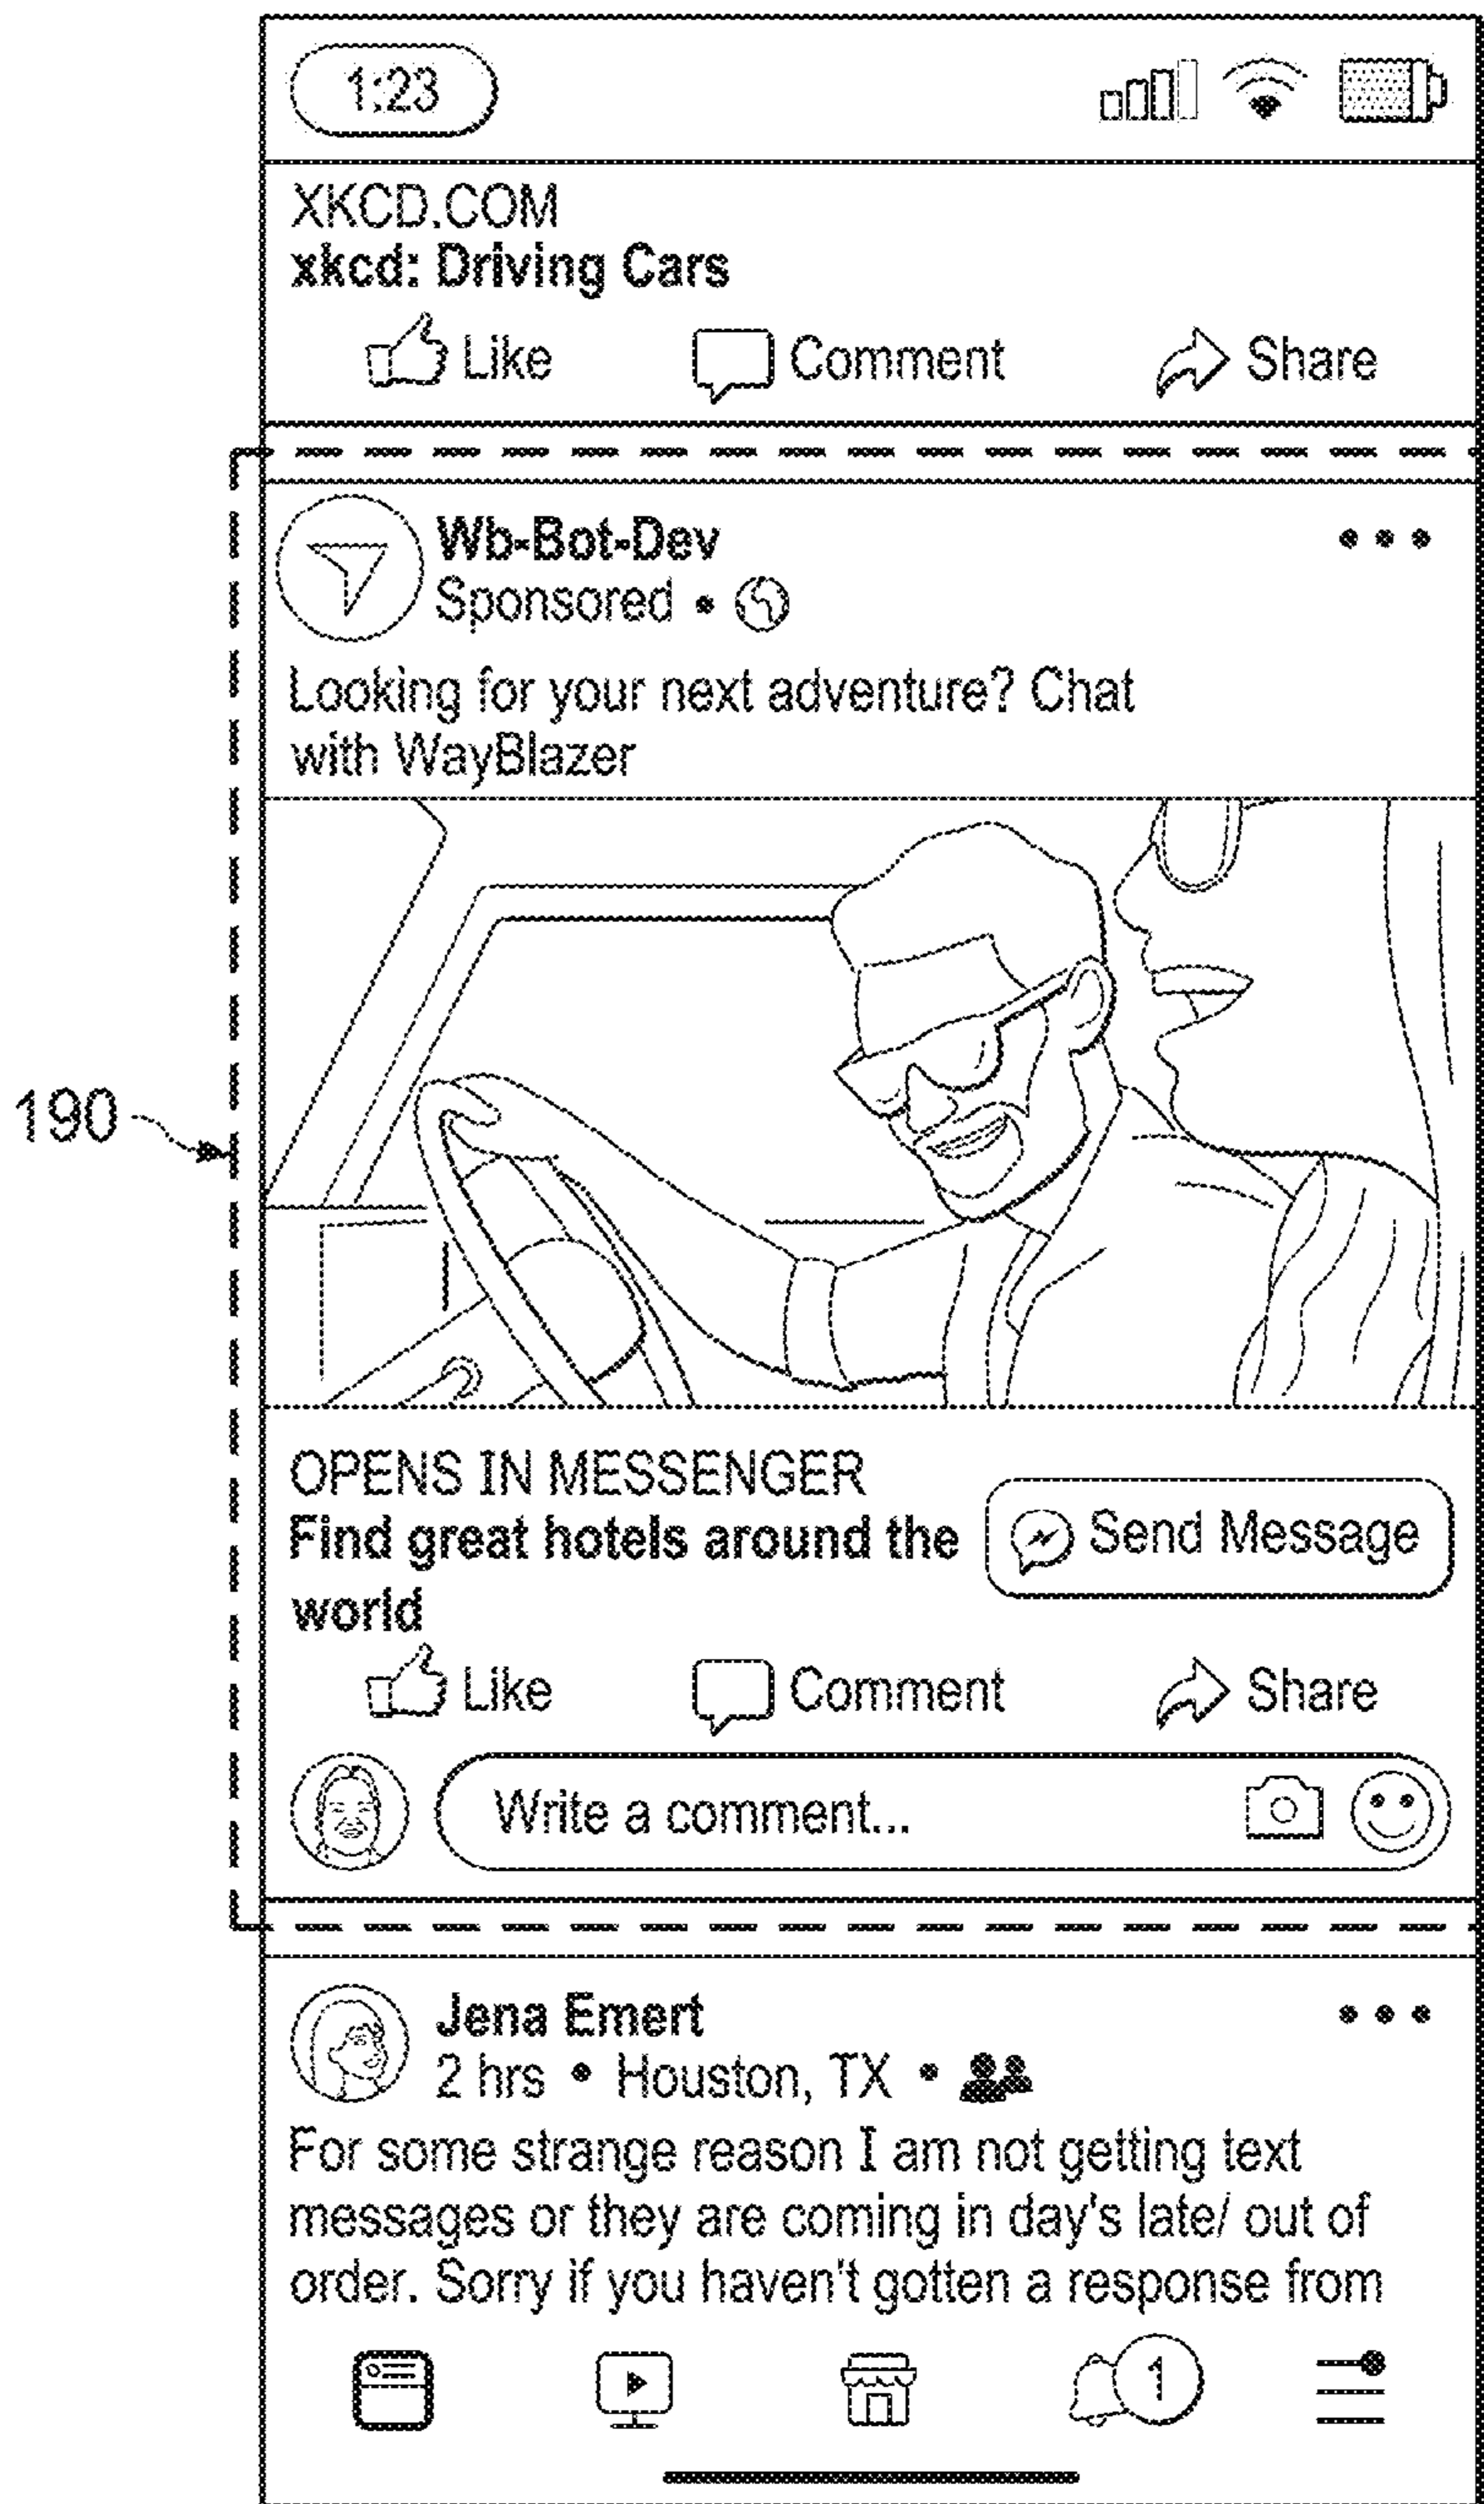 1:23
XKCD.COM
xkcd: Driving Cars
Like Comment Share
Wb-Bot-Dev
Sponsored •
Looking for your next adventure? Chat
with WayBlazer
190
OPENS IN MESSENGER
Find great hotels around the
world
Send Message
Like Comment Share
Write a comment...
Jena Emert
2 hrs • Houston, TX •
For some strange reason I am not getting text
messages or they are coming in day's late/ out of
order. Sorry if you haven't gotten a response from
1